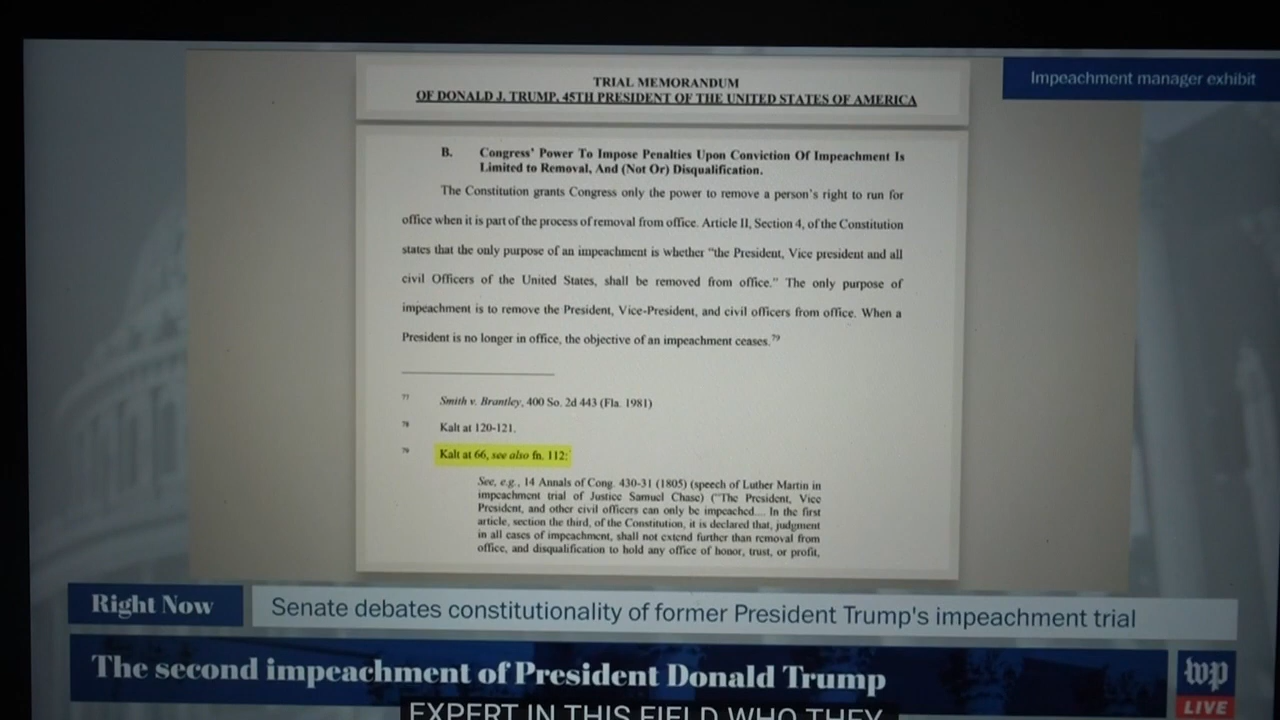 Impeachment manager exhibit
TRIAL MEMORANDUM
OF DONALD J. TRUMP, 45TH PRESIDENT OF THE UNITED STATES OF AMERICA
B. Congress' Power To Impose Penalties Upon Conviction Of Impeachment Is
Limited to Removal, And (Not Or) Disqualification.
The Constitution grants Congress only the power to remove a person's right to run for
office when it is part of the process of removal from office. Article II, Section 4, of the Constitution
states that the only purpose of an impeachment is whether "the President, Vice president and all
civil Officers of the United States, shall be removed from office." The only purpose of
impeachment is to remove the President, Vice-President, and civil officers from office. When a
President is no longer in office, the objective of an impeachment ceases.79
77 Smith v. Brantley, 400 So. 2d 443 (Fla. 1981)
78 Kalt at 120-121.
79 Kalt at 66, see also fn. 112:
See, e.g., 14 Annals of Cong. 430-31 (1805) (speech of Luther Martin in
impeachment trial of Justice Samuel Chase) ("The President, Vice
President, and other civil officers can only be impeached.... In the first
article, section the third, of the Constitution, it is declared that, judgment
in all cases of impeachment, shall not extend further than removal from
office, and disqualification to hold any office of honor, trust, or profit,
Right Now
Senate debates constitutionality of former President Trump's impeachment trial
The second impeachment of President Donald Trump
wp
LIVE
EXPERT IN THIS FIELD WHO THEY